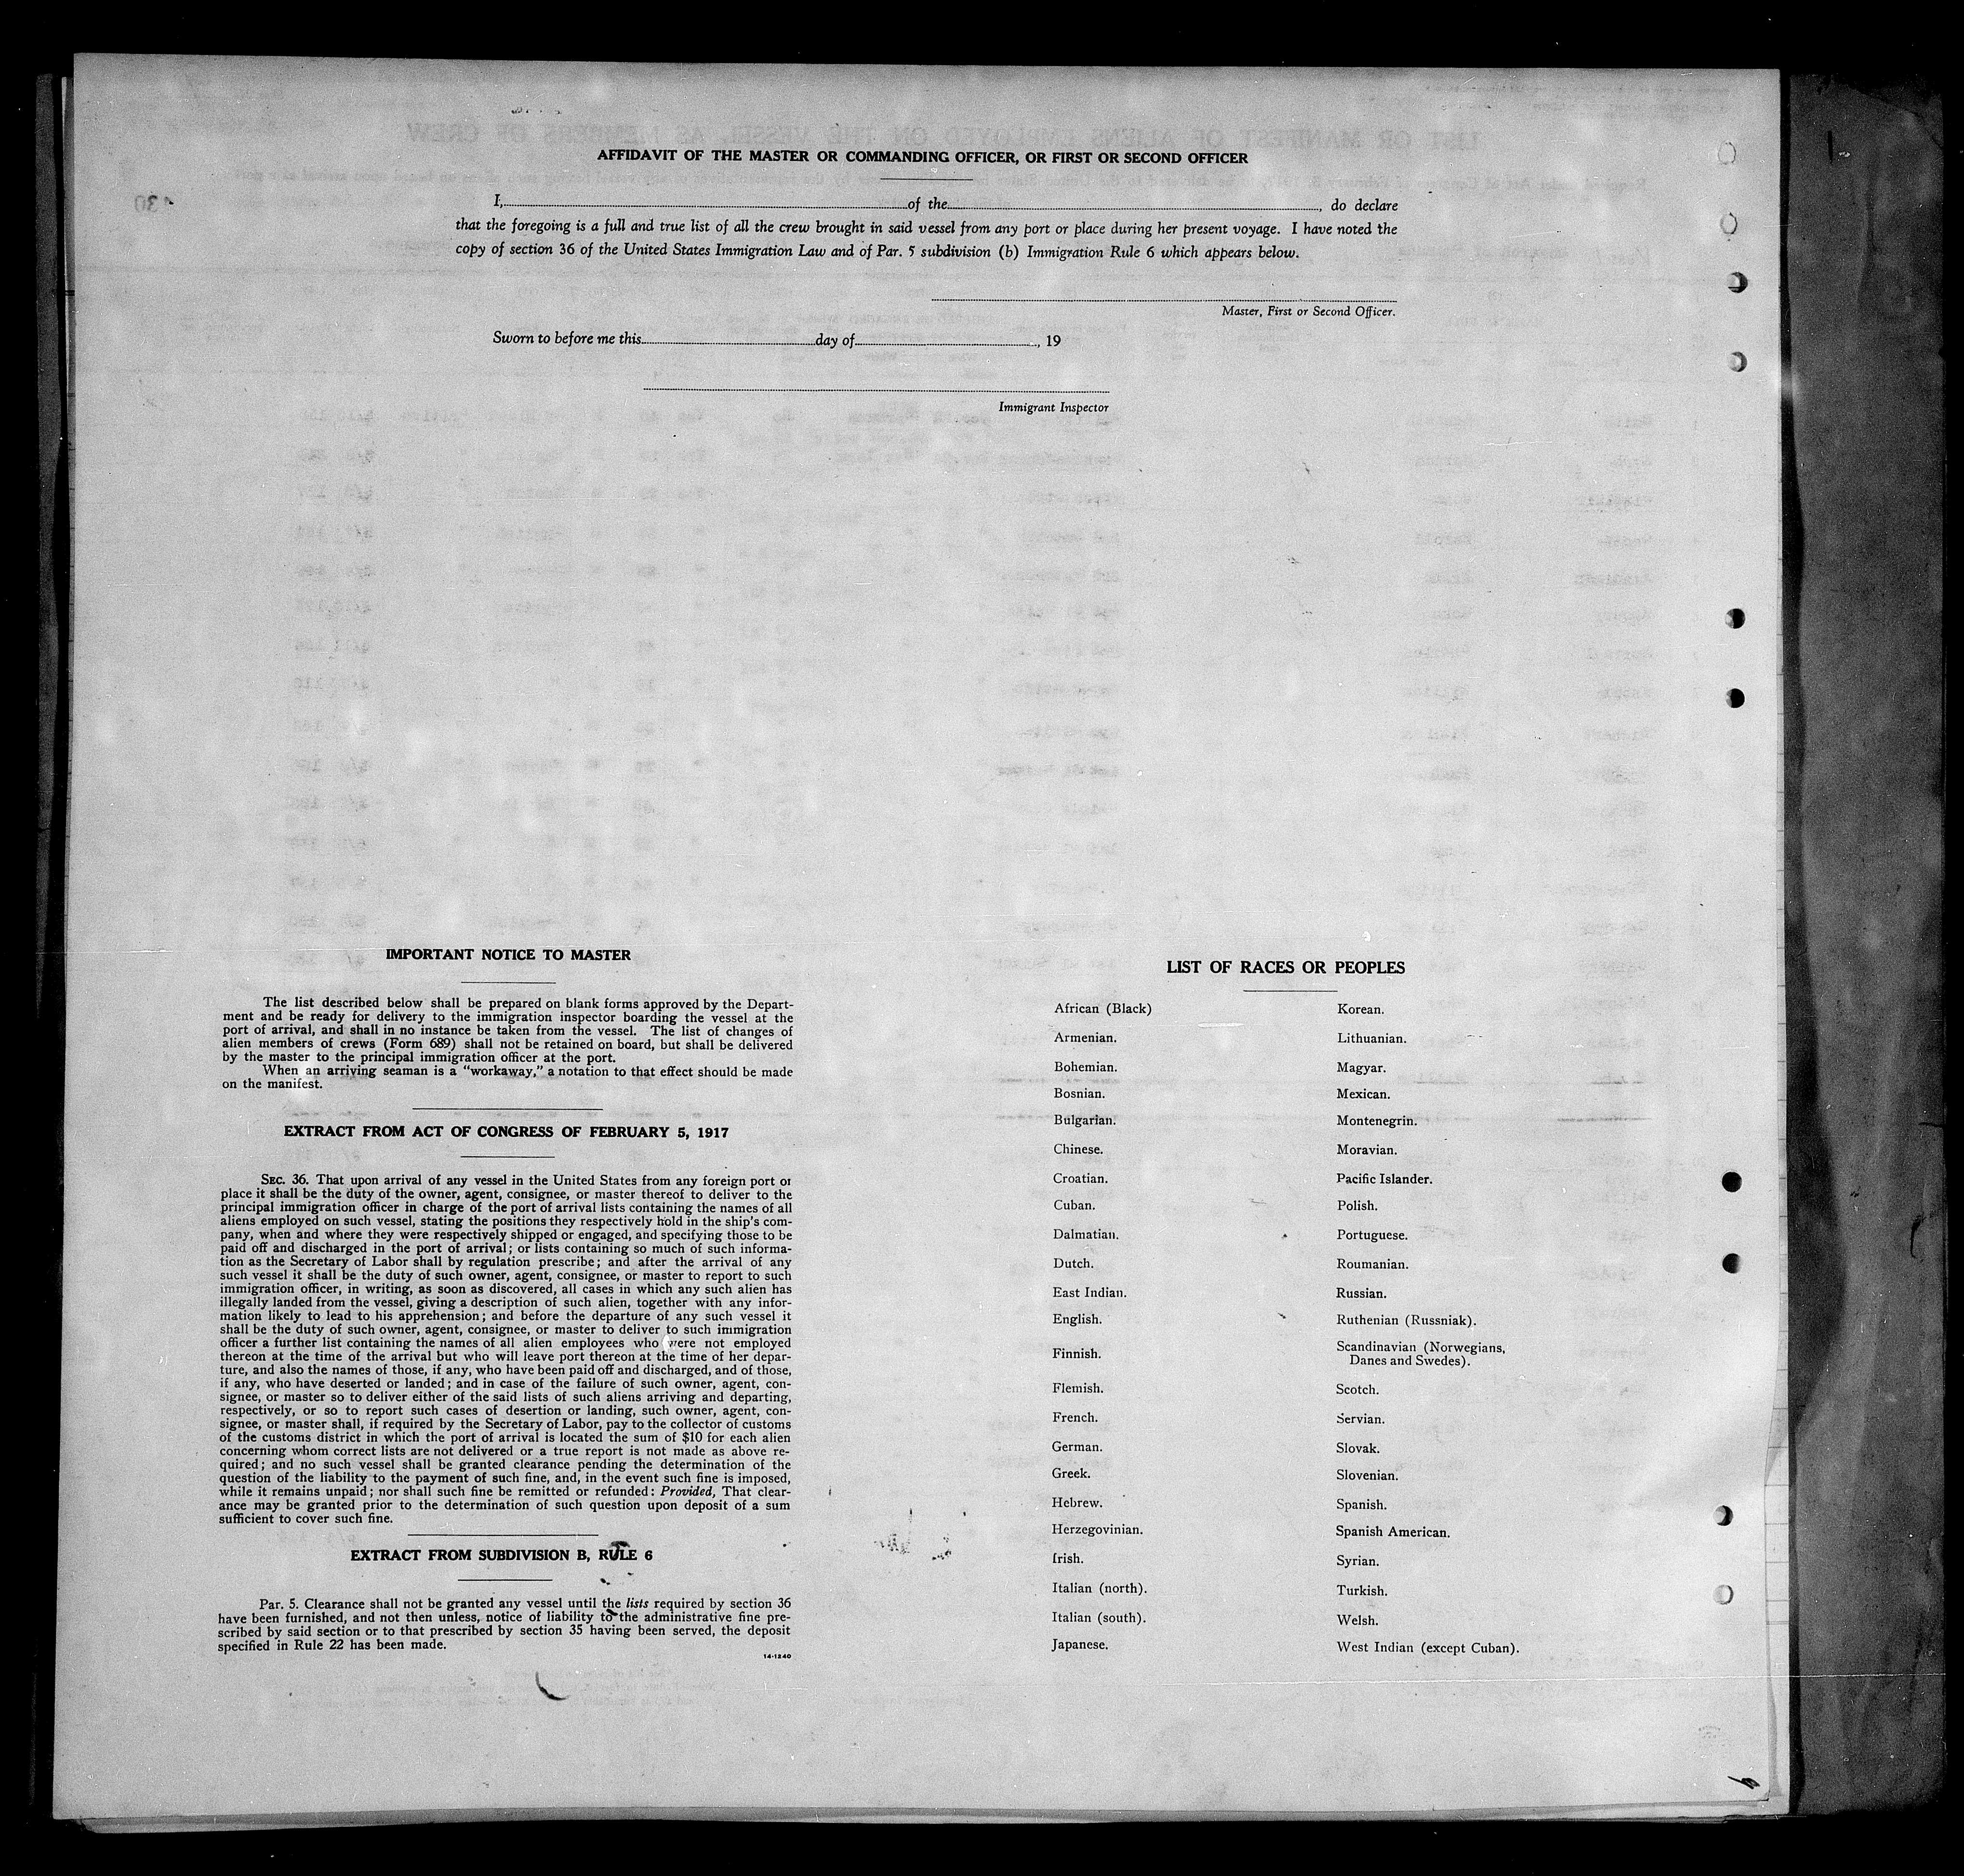 AFFIDAVIT OF THE MASTER OR COMMANDING OFFICER, OR FIRST OR SECOND OFFICER
I, of the , do declare
that the foregoing is a full and true list of all the crew brought in said vessel from any port or place during her present voyage. I have noted the
copy of section 36 of the United States Immigration Law and of Par. 5 subdivision (b) Immigration Rule 6 which appears below.
Master, First or Second Officer.
Sworn to before me this day of , 19
Immigrant Inspector
IMPORTANT NOTICE TO MASTER
The list described below shall be prepared on blank forms approved by the Depart-
ment and be ready for delivery to the immigration inspector boarding the vessel at the
port of arrival, and shall in no instance be taken from the vessel. The list of changes of
alien members of crews (Form 689) shall not be retained on board, but shall be delivered
by the master to the principal immigration officer at the port.
When an arriving seaman is a “workaway,” a notation to that effect should be made
on the manifest.
EXTRACT FROM ACT OF CONGRESS OF FEBRUARY 5, 1917
SEC. 36. That upon arrival of any vessel in the United States from any foreign port or
place it shall be the duty of the owner, agent, consignee, or master thereof to deliver to the
principal immigration officer in charge of the port of arrival lists containing the names of all
aliens employed on such vessel, stating the positions they respectively hold in the ship's com-
pany, when and where they were respectively shipped or engaged, and specifying those to be
paid off and discharged in the port of arrival; or lists containing so much of such informa-
tion as the Secretary of Labor shall by regulation prescribe; and after the arrival of any
such vessel it shall be the duty of such owner, agent, consignee, or master to report to such
immigration officer, in writing, as soon as discovered, all cases in which any such alien has
illegally landed from the vessel, giving a description of such alien, together with any infor-
mation likely to lead to his apprehension; and before the departure of any such vessel it
shall be the duty of such owner, agent, consignee, or master to deliver to such immigration
officer a further list containing the names of all alien employees who were not employed
thereon at the time of the arrival but who will leave port thereon at the time of her depar-
ture, and also the names of those, if any, who have been paid off and discharged, and of those,
if any, who have deserted or landed; and in case of the failure of such owner, agent, con-
signee, or master so to deliver either of the said lists of such aliens arriving and departing,
respectively, or so to report such cases of desertion or landing, such owner, agent, con-
signee, or master shall, if required by the Secretary of Labor, pay to the collector of customs
of the customs district in which the port of arrival is located the sum of $10 for each alien
concerning whom correct lists are not delivered or a true report is not made as above re-
quired; and no such vessel shall be granted clearance pending the determination of the
question of the liability to the payment of such fine, and, in the event such fine is imposed,
while it remains unpaid; nor shall such fine be remitted or refunded: Provided, That clear-
ance may be granted prior to the determination of such question upon deposit of a sum
sufficient to cover such fine.
EXTRACT FROM SUBDIVISION B, RULE 6
Par. 5. Clearance shall not be granted any vessel until the lists required by section 36
have been furnished, and not then unless, notice of liability to the administrative fine pre-
scribed by said section or to that prescribed by section 35 having been served, the deposit
specified in Rule 22 has been made.
14-1240
LIST OF RACES OR PEOPLES
African (Black)
Armenian.
Bohemian.
Bosnian.
Bulgarian.
Chinese.
Croatian.
Cuban.
Dalmatian.
Dutch.
East Indian.
English.
Finnish.
Flemish.
French.
German.
Greek.
Hebrew.
Herzegovinian.
Irish.
Italian (north).
Italian (south).
Japanese.
Korean.
Lithuanian.
Magyar.
Mexican.
Montenegrin.
Moravian.
Pacific Islander.
Polish.
Portuguese.
Roumanian.
Russian.
Ruthenian (Russniak).
Scandinavian (Norwegians,
Danes and Swedes).
Scotch.
Servian.
Slovak.
Slovenian.
Spanish.
Spanish American.
Syrian.
Turkish.
Welsh.
West Indian (except Cuban).